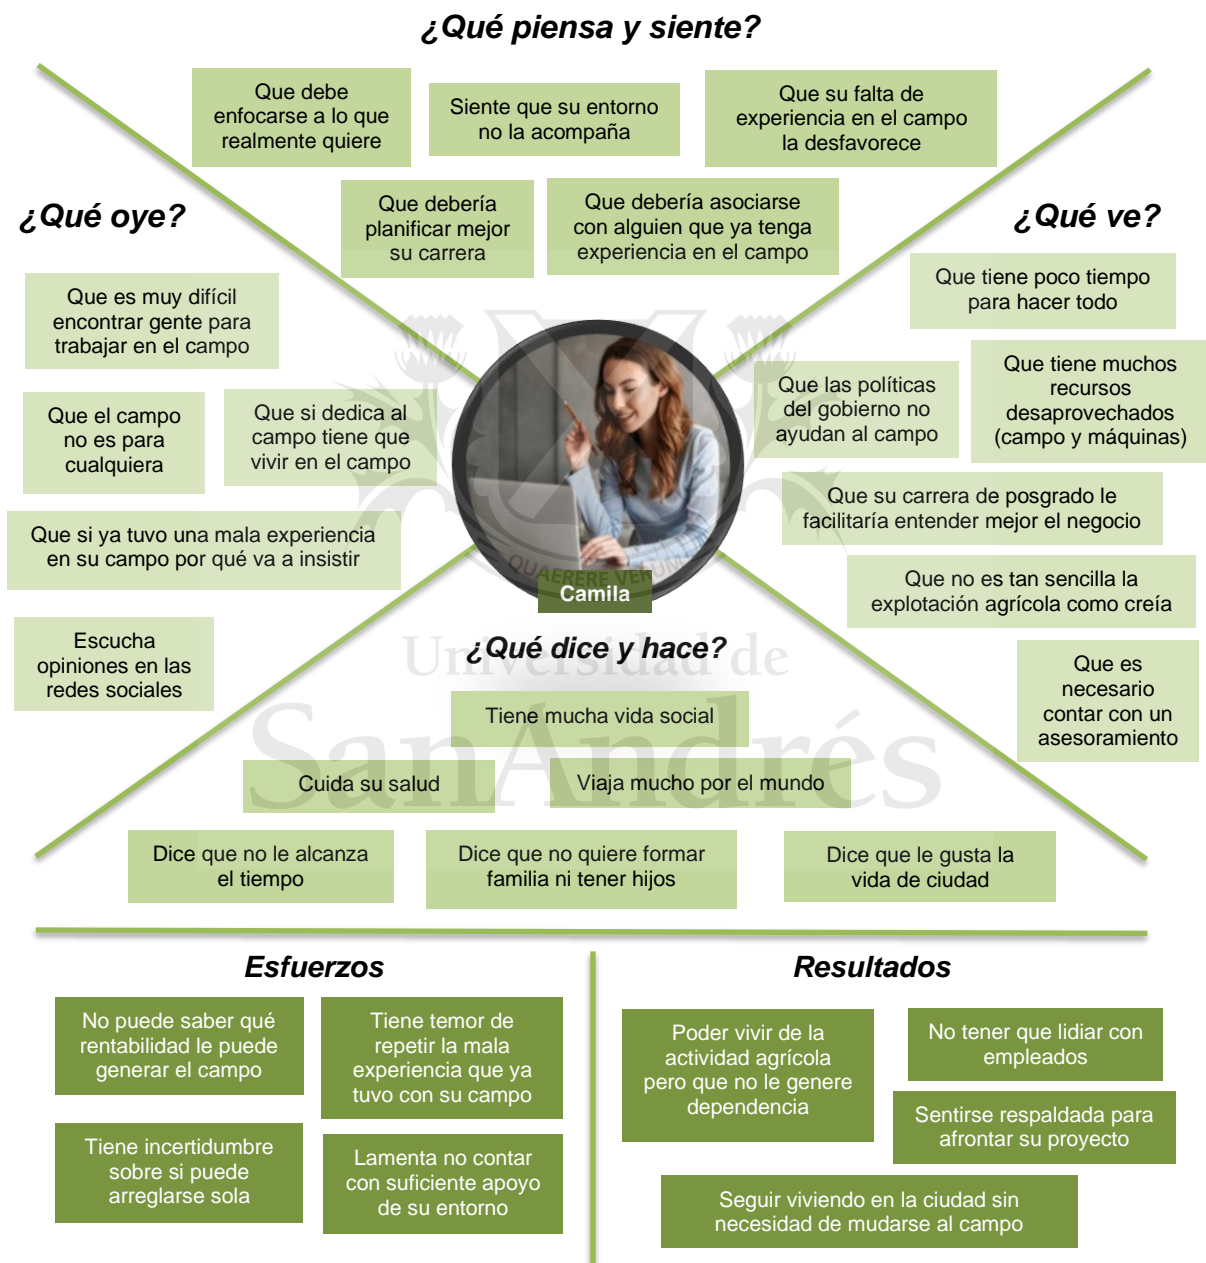 ¿Qué piensa y siente?
Que debe
enfocarse a lo que
realmente quiere
Siente que su entorno
no la acompaña
Que su falta de
experiencia en el campo
la desfavorece
Que debería
planificar mejor
su carrera
Que debería asociarse
con alguien que ya tenga
experiencia en el campo
¿Qué oye?
Que es muy difícil
encontrar gente para
trabajar en el campo
Que el campo
no es para
cualquiera
Que si dedica al
campo tiene que
vivir en el campo
Que si ya tuvo una mala experiencia
en su campo por qué va a insistir
Escucha
opiniones en las
redes sociales
¿Qué ve?
Que tiene poco tiempo
para hacer todo
Que las políticas
del gobierno no
ayudan al campo
Que tiene muchos
recursos
desaprovechados
(campo y máquinas)
Que su carrera de posgrado le
facilitaría entender mejor el negocio
Que no es tan sencilla la
explotación agrícola como creía
Que es
necesario
contar con un
asesoramiento
QUAERERE VERUM
Camila
Universidad de
SanAndrés
¿Qué dice y hace?
Tiene mucha vida social
Cuida su salud
Viaja mucho por el mundo
Dice que no le alcanza
el tiempo
Dice que no quiere formar
familia ni tener hijos
Dice que le gusta la
vida de ciudad
Esfuerzos
No puede saber qué
rentabilidad le puede
generar el campo
Tiene temor de
repetir la mala
experiencia que ya
tuvo con su campo
Tiene incertidumbre
sobre si puede
arreglarse sola
Lamenta no contar
con suficiente apoyo
de su entorno
Resultados
Poder vivir de la
actividad agrícola
pero que no le genere
dependencia
No tener que lidiar con
empleados
Sentirse respaldada para
afrontar su proyecto
Seguir viviendo en la ciudad sin
necesidad de mudarse al campo